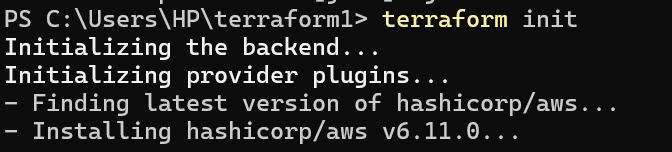 PS C:\Users\HP\terraform1> terraform init
Initializing the backend...
Initializing provider plugins...
- Finding latest version of hashicorp/aws...
- Installing hashicorp/aws v6.11.0...